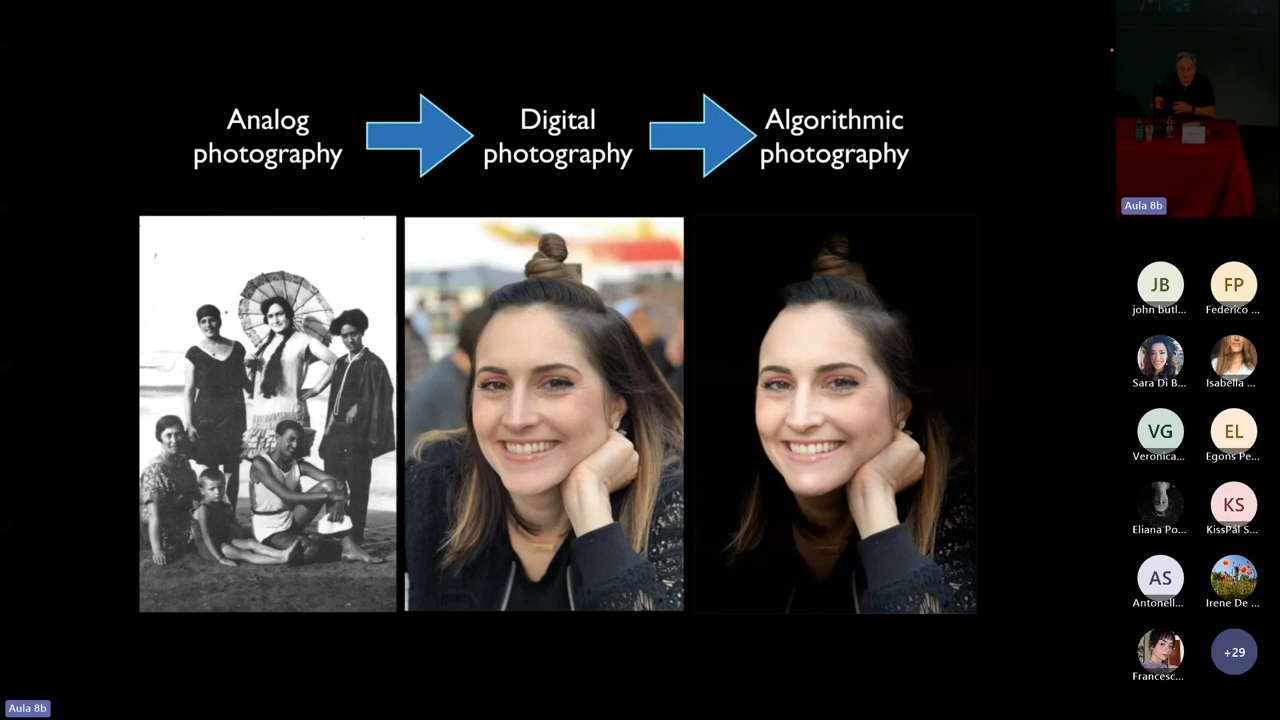 Analog
photography
Digital
photography
Algorithmic
photography
Aula 8b
JB
john butl...
FP
Federico ...
Sara Di B...
Isabella ...
VG
Veronica...
EL
Egons Pe...
Eliana Po...
KS
KissPál S...
AS
Antonell...
Irene De ...
Francesc...
+29
Aula 8b